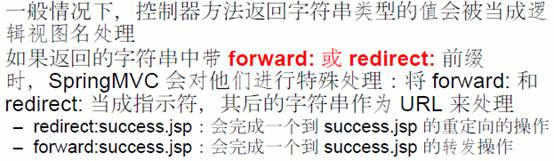 一般情况下，控制器方法返回字符串类型的值会被当成逻
辑视图名处理
如果返回的字符串中带 forward: 或 redirect: 前缀
时，SpringMVC 会对他们进行特殊处理：将 forward: 和
redirect: 当成指示符，其后的字符串作为 URL 来处理
– redirect:success.jsp：会完成一个到 success.jsp 的重定向的操作
– forward:success.jsp：会完成一个到 success.jsp 的转发操作